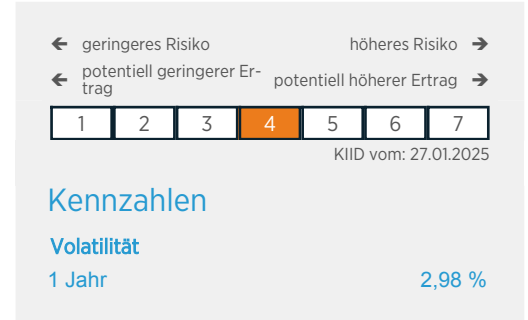 ← geringeres Risiko höheres Risiko →
← potentiell geringerer Er-
trag potentiell höherer Ertrag →
1 2 3 4 5 6 7
KIID vom: 27.01.2025
Kennzahlen
Volatilität
1 Jahr 2,98 %